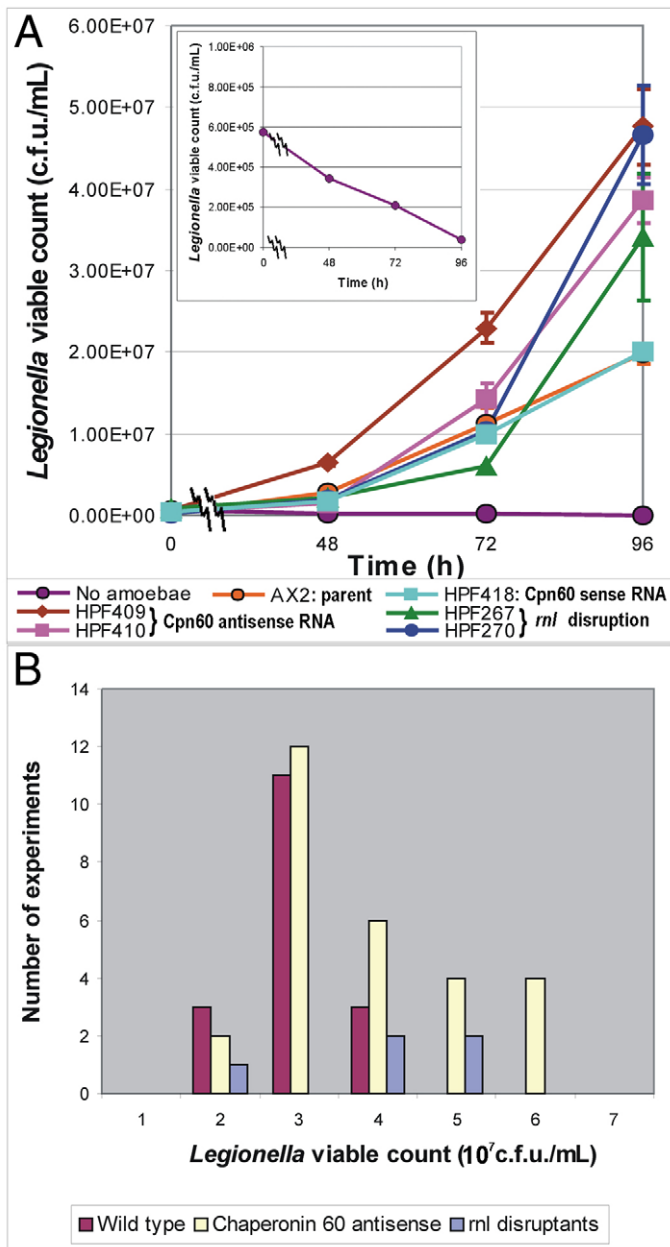 A
Legionella viable count (c.f.u./mL)
6.00E+07
5.00E+07
4.00E+07
3.00E+07
2.00E+07
1.00E+07
0.00E+00
0 48 72 96
Time (h)
Legionella viable count (c.f.u./mL)
1.00E+06
8.00E+05
6.00E+05
4.00E+05
2.00E+05
0.00E+00
0 48 72 96
Time (h)
No amoebae
AX2: parent
HPF418: Cpn60 sense RNA
HPF409
HPF410
} Cpn60 antisense RNA
HPF267
HPF270
} rnl disruption
B
Number of experiments
14
12
10
8
6
4
2
0
1 2 3 4 5 6 7
Legionella viable count (10⁷c.f.u./mL)
Wild type Chaperonin 60 antisense rnl disruptants